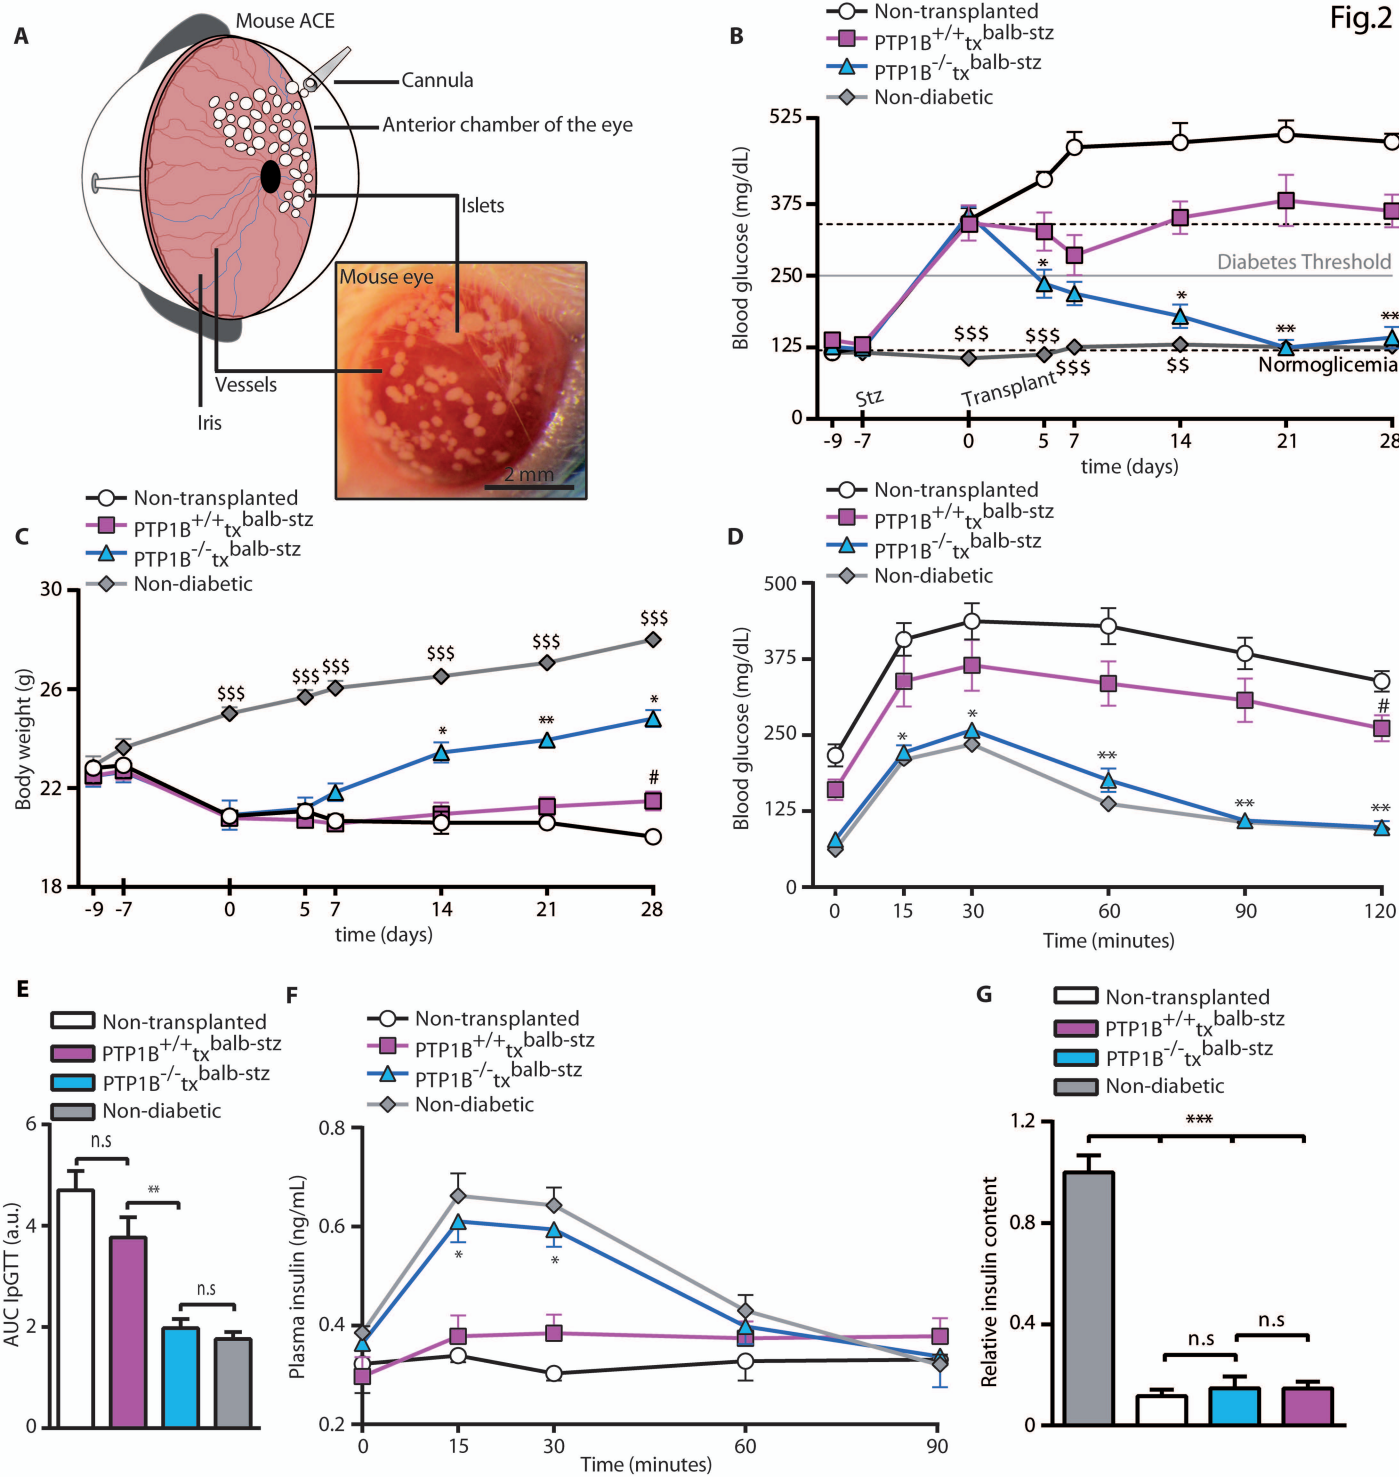 Fig.2
A
Mouse ACE
Cannula
Anterior chamber of the eye
Islets
Mouse eye
2 mm
Vessels
Iris
B
Non-transplanted
PTP1B+/+txbalb-stz
PTP1B-/-txbalb-stz
Non-diabetic
Blood glucose (mg/dL)
525
375
250
125
0
Diabetes Threshold
* * ** **
$$$ $$$ $$$ $$
Normoglicemia
Stz
Transplant
-9 -7 0 5 7 14 21 28
time (days)
C
Non-transplanted
PTP1B+/+txbalb-stz
PTP1B-/-txbalb-stz
Non-diabetic
Body weight (g)
30
26
22
18
$$$ $$$ $$$ $$$ $$$ $$$
* ** *
#
-9 -7 0 5 7 14 21 28
time (days)
D
Non-transplanted
PTP1B+/+txbalb-stz
PTP1B-/-txbalb-stz
Non-diabetic
Blood glucose (mg/dL)
500
375
250
125
0
#
* * ** ** **
0 15 30 60 90 120
Time (minutes)
E
Non-transplanted
PTP1B+/+txbalb-stz
PTP1B-/-txbalb-stz
Non-diabetic
AUC IpGTT (a.u.)
6
4
2
0
n.s
**
n.s
F
Non-transplanted
PTP1B+/+txbalb-stz
PTP1B-/-txbalb-stz
Non-diabetic
Plasma insulin (ng/mL)
0.8
0.6
0.4
0.2
* *
0 15 30 60 90
Time (minutes)
G
Non-transplanted
PTP1B+/+txbalb-stz
PTP1B-/-txbalb-stz
Non-diabetic
Relative insulin content
1.2
0.8
0.4
0
***
n.s
n.s